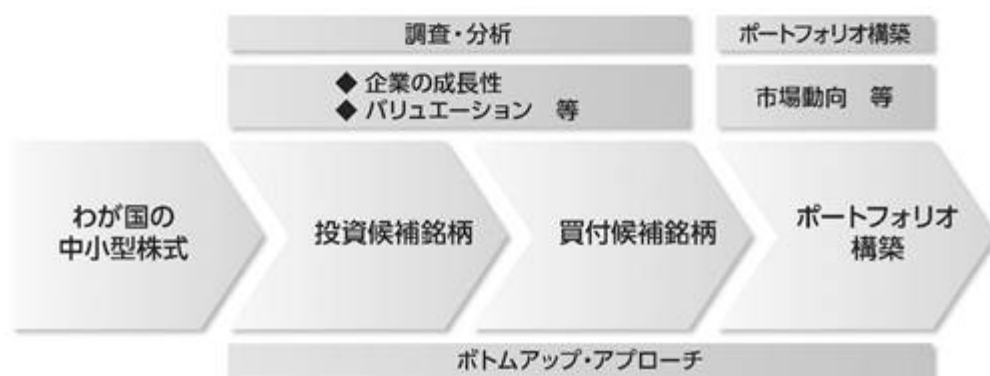 調査・分析
ポートフォリオ構築
◆ 企業の成長性
◆ バリュエーション　等
市場動向　等
わが国の
中小型株式
投資候補銘柄
買付候補銘柄
ポートフォリオ
構築
ボトムアップ・アプローチ